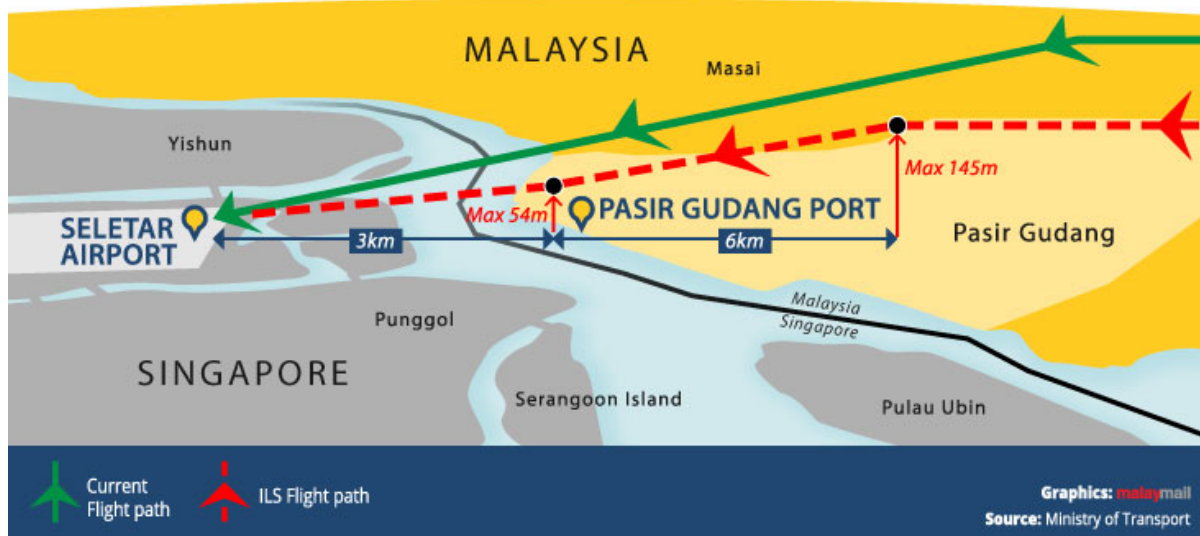 MALAYSIA
Masai
Yishun
Max 145m
SELETAR
AIRPORT
Max 54m
PASIR GUDANG PORT
3km
6km
Pasir Gudang
Malaysia
Singapore
Punggol
SINGAPORE
Serangoon Island
Pulau Ubin
Current
Flight path
ILS Flight path
Graphics: malaymail
Source: Ministry of Transport